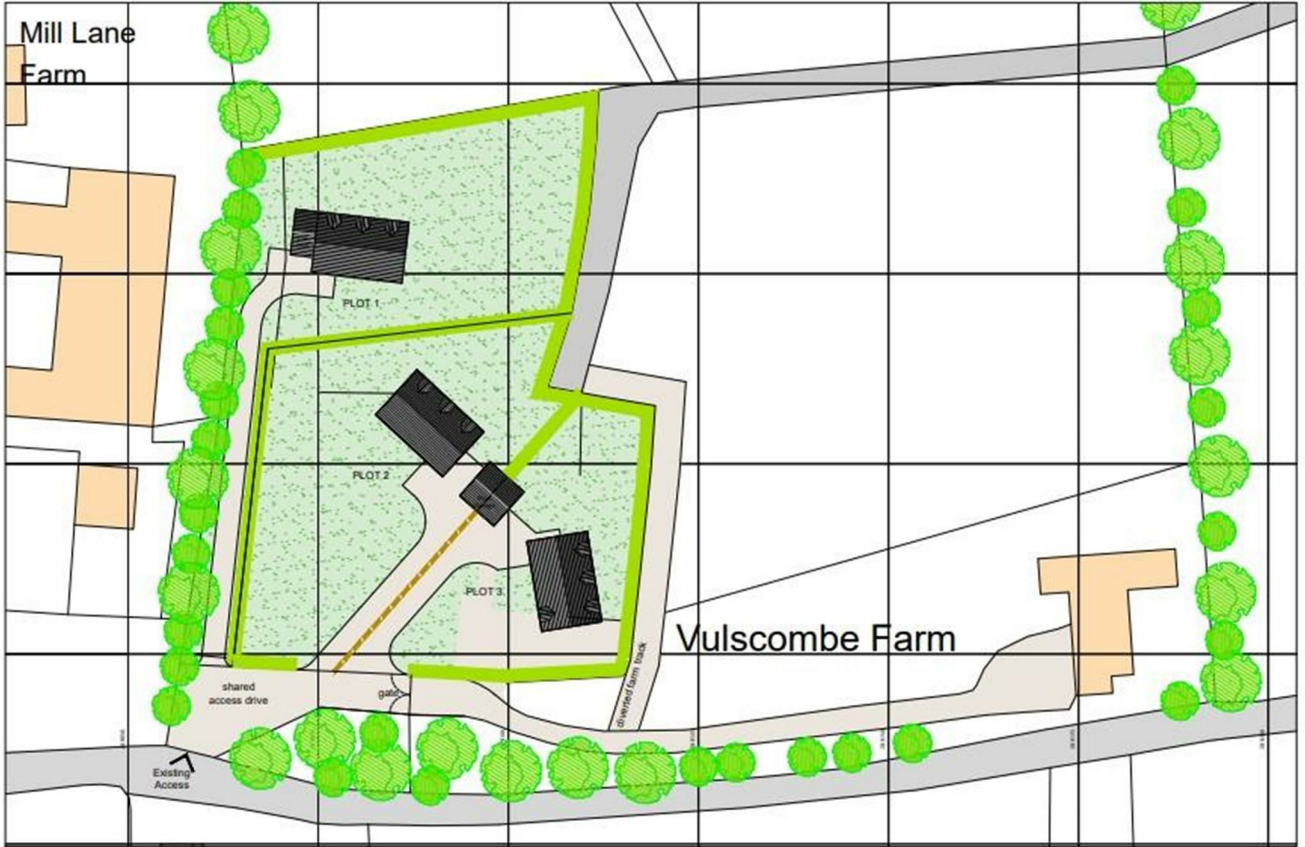 Mill Lane
Farm
PLOT 1
PLOT 2
PLOT 3
Vulscombe Farm
diverted farm track
shared
access drive
gate
Existing
Access